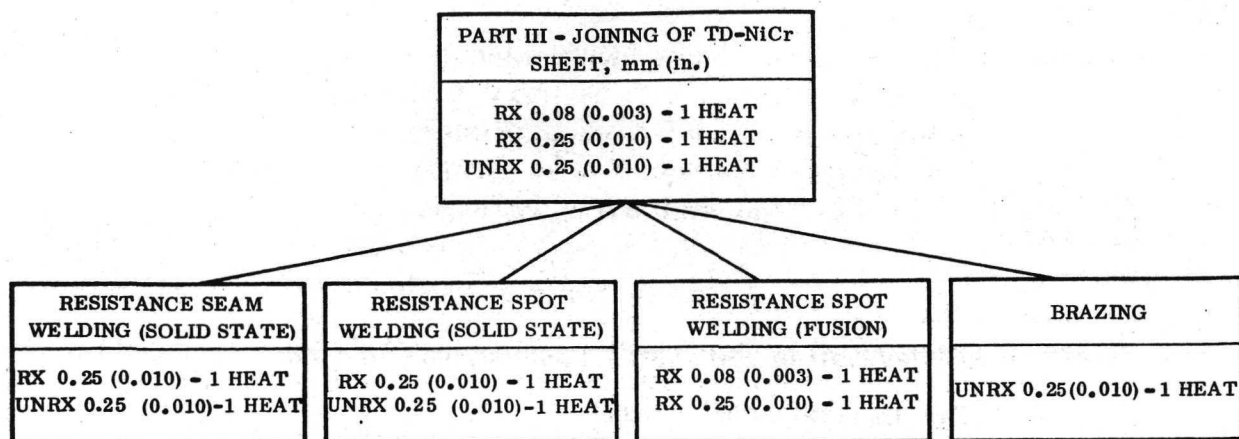 PART III - JOINING OF TD-NiCr
SHEET, mm (in.)
RX 0.08 (0.003) - 1 HEAT
RX 0.25 (0.010) - 1 HEAT
UNRX 0.25 (0.010) - 1 HEAT
RESISTANCE SEAM
WELDING (SOLID STATE)
RX 0.25 (0.010) - 1 HEAT
UNRX 0.25 (0.010)-1 HEAT
RESISTANCE SPOT
WELDING (SOLID STATE)
RX 0.25 (0.010) - 1 HEAT
UNRX 0.25 (0.010)-1 HEAT
RESISTANCE SPOT
WELDING (FUSION)
RX 0.08 (0.003) - 1 HEAT
RX 0.25 (0.010) - 1 HEAT
BRAZING
UNRX 0.25(0.010)-1 HEAT